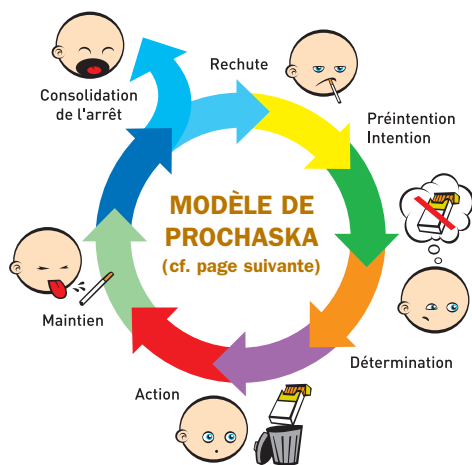 Rechute
Consolidation
de l'arrêt
Préintention
Intention
MODÈLE DE
PROCHASKA
(cf. page suivante)
Maintien
Détermination
Action